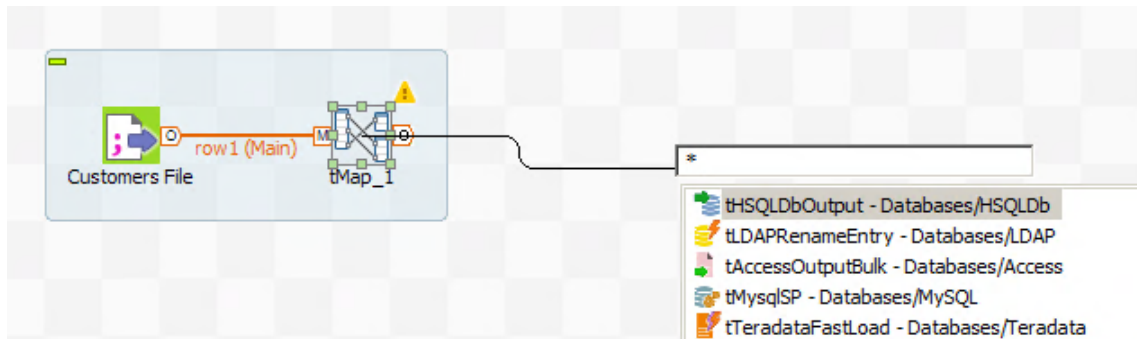 O
row1 (Main)
M
O
Customers File
tMap_1
*
tHSQLDbOutput - Databases/HSQLDb
tLDAPRenameEntry - Databases/LDAP
tAccessOutputBulk - Databases/Access
tMysqlSP - Databases/MySQL
tTeradataFastLoad - Databases/Teradata